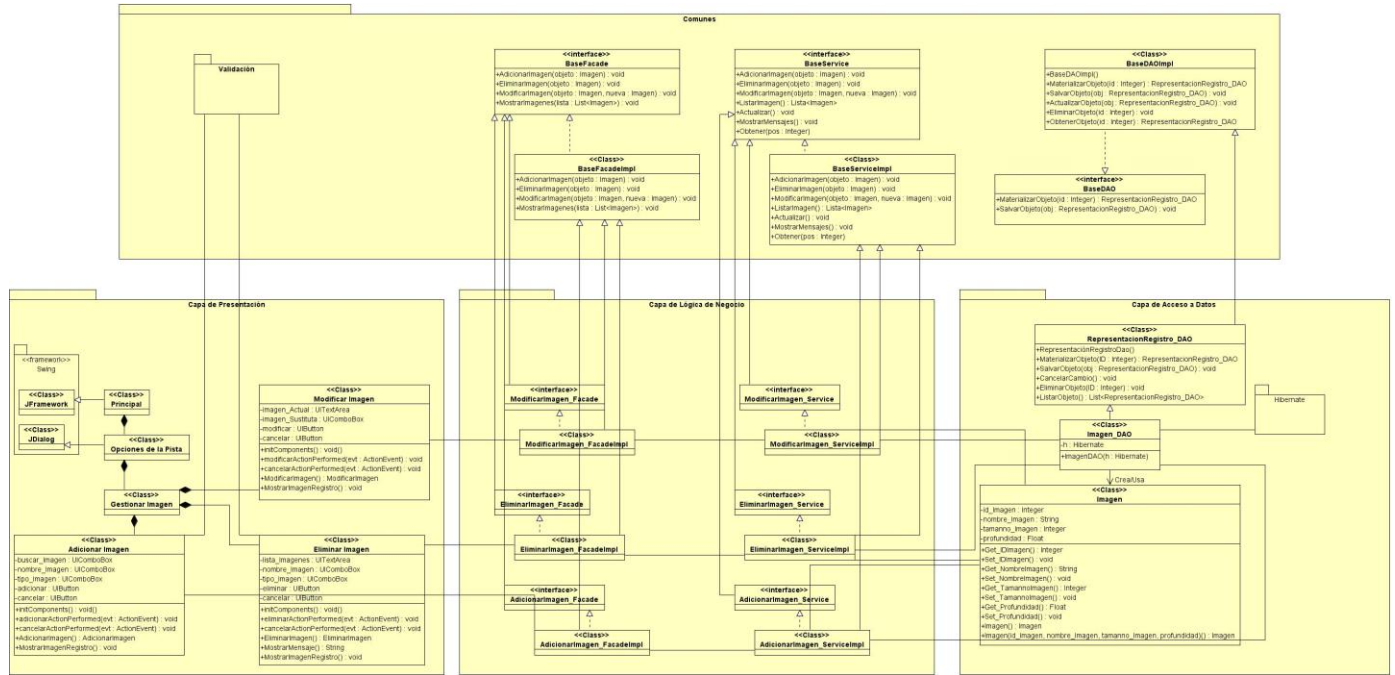 Comunes
Validación
<<interface>>
BaseFacade
+AdicionarImagen(objeto : Imagen) : void
+EliminarImagen(objeto : Imagen) : void
+ModificarImagen(objeto : Imagen, nueva : Imagen) : void
+MostrarImagenes(lista : List<Imagen>) : void
<<Class>>
BaseFacadeImpl
+AdicionarImagen(objeto : Imagen) : void
+EliminarImagen(objeto : Imagen) : void
+ModificarImagen(objeto : Imagen, nueva : Imagen) : void
+MostrarImagenes(lista : List<Imagen>) : void
<<interface>>
BaseService
+AdicionarImagen(objeto : Imagen) : void
+EliminarImagen(objeto : Imagen) : void
+ModificarImagen(objeto : Imagen, nueva : Imagen) : void
+ListarImagen() : Lista<Imagen>
+Actualizar() : void
+MostrarMensajes() : void
+Obtener(pos : Integer)
<<Class>>
BaseServiceImpl
+AdicionarImagen(objeto : Imagen) : void
+EliminarImagen(objeto : Imagen) : void
+ModificarImagen(objeto : Imagen, nueva : Imagen) : void
+ListarImagen() : Lista<Imagen>
+Actualizar() : void
+MostrarMensajes() : void
+Obtener(pos : Integer)
<<Class>>
BaseDAOImpl
+BaseDAOImpl()
+MaterializarObjeto(id : Integer) : RepresentacionRegistro_DAO
+SalvarObjeto(obj : RepresentacionRegistro_DAO) : void
+ActualizarObjeto(obj : RepresentacionRegistro_DAO) : void
+EliminarObjeto(id : Integer) : void
+ObtenerObjeto(id : Integer) : RepresentacionRegistro_DAO
<<interface>>
BaseDAO
+MaterializarObjeto(id : Integer) : RepresentacionRegistro_DAO
+SalvarObjeto(obj : RepresentacionRegistro_DAO) : void
Capa de Presentación
<<framework>>
Swing
<<Class>>
JFramework
<<Class>>
JDialog
<<Class>>
Principal
<<Class>>
Opciones de la Pista
<<Class>>
Gestionar Imagen
<<Class>>
Modificar Imagen
-imagen_Actual : UITextArea
-imagen_Sustituta : UIComboBox
-modificar : UIButton
-cancelar : UIButton
+initComponents() : void()
+modificarActionPerformed(evt : ActionEvent) : void
+cancelarActionPerformed(evt : ActionEvent) : void
+ModificarImagen() : ModificarImagen
+MostrarImagenRegistro() : void
<<Class>>
Adicionar Imagen
-buscar_Imagen : UIComboBox
-nombre_Imagen : UIComboBox
-tipo_Imagen : UIComboBox
-adicionar : UIButton
-cancelar : UIButton
+initComponents() : void()
+adicionarActionPerformed(evt : ActionEvent) : void
+cancelarActionPerformed(evt : ActionEvent) : void
+AdicionarImagen() : AdicionarImagen
+MostrarImagenRegistro() : void
<<Class>>
Eliminar Imagen
-lista_Imagenes : UITextArea
-nombre_Imagen : UIComboBox
-tipo_Imagen : UIComboBox
-eliminar : UIButton
-cancelar : UIButton
+initComponents() : void()
+eliminarActionPerformed(evt : ActionEvent) : void
+cancelarActionPerformed(evt : ActionEvent) : void
+EliminarImagen() : EliminarImagen
+MostrarMensaje() : String
+MostrarImagenRegistro() : void
Capa de Lógica de Negocio
<<interface>>
ModificarImagen_Facade
<<Class>>
ModificarImagen_FacadeImpl
<<interface>>
EliminarImagen_Facade
<<Class>>
EliminarImagen_FacadeImpl
<<interface>>
AdicionarImagen_Facade
<<Class>>
AdicionarImagen_FacadeImpl
<<interface>>
ModificarImagen_Service
<<Class>>
ModificarImagen_ServiceImpl
<<interface>>
EliminarImagen_Service
<<Class>>
EliminarImagen_ServiceImpl
<<interface>>
AdicionarImagen_Service
<<Class>>
AdicionarImagen_ServiceImpl
Capa de Acceso a Datos
<<Class>>
RepresentacionRegistro_DAO
+RepresentaciónRegistroDao()
+MaterializarObjeto(ID : Integer) : RepresentacionRegistro_DAO
+SalvarObjeto(obj : RepresentacionRegistro_DAO) : void
+CancelarCambio() : void
+EliminarObjeto(ID : Integer) : void
+ListarObjeto() : List<RepresentacionRegistro_DAO>
Hibernate
<<Class>>
Imagen_DAO
-h : Hibernate
+ImagenDAO(h : Hibernate)
Crea/Usa
<<Class>>
Imagen
-id_Imagen : Integer
-nombre_Imagen : String
-tamanno_Imagen : Integer
-profundidad : Float
+Get_IDImagen() : Integer
+Set_IDImagen() : void
+Get_NombreImagen() : String
+Set_NombreImagen() : void
+Get_TamannoImagen() : Integer
+Set_TamannoImagen() : void
+Get_Profundidad() : Float
+Set_Profundidad() : void
+Imagen() : Imagen
+Imagen(id_Imagen, nombre_Imagen, tamanno_Imagen, profundidad)() : Imagen